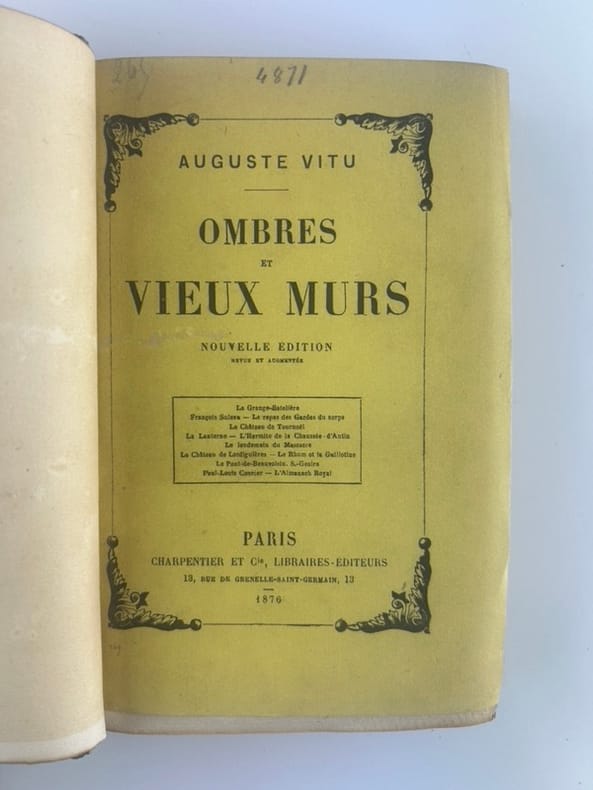 4871
AUGUSTE VITU
OMBRES
ET
VIEUX MURS
NOUVELLE ÉDITION
REVUE ET AUGMENTÉE
La Grange-Batelière
François Suleau — Le repas des Gardes du corps
Le Château de Tournoël
La Lanterne — L'Hermite de la Chaussée-d'Antin
Le lendemain du Massacre
Le Château de Lesdiguières — Le Rhum et la Guillotine
Le Pont-de-Beauvoisin.
Paul-Louis Courier — L'Almanach Royal
PARIS
CHARPENTIER ET Cie, LIBRAIRES-ÉDITEURS
13, RUE DE GRENELLE-SAINT-GERMAIN, 13
1876